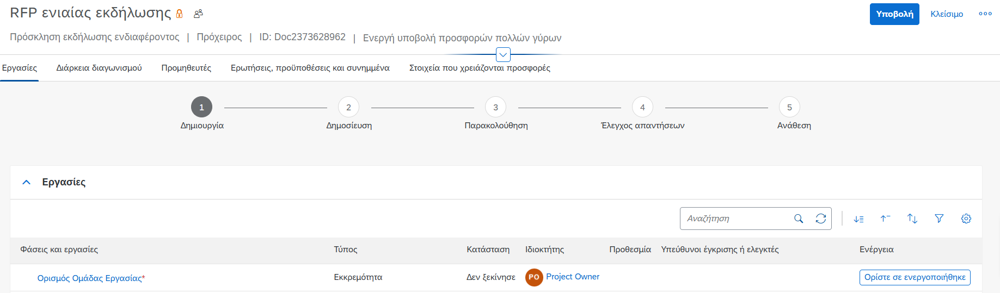 RFP ενιαίας εκδήλωσης
Υποβολή Κλείσιμο
Πρόσκληση εκδήλωσης ενδιαφέροντος | Πρόχειρος | ID: Doc2373628962 | Ενεργή υποβολή προσφορών πολλών γύρων
Εργασίες Διάρκεια διαγωνισμού Προμηθευτές Ερωτήσεις, προϋποθέσεις και συνημμένα Στοιχεία που χρειάζονται προσφορές
1 2 3 4 5
Δημιουργία Δημοσίευση Παρακολούθηση Έλεγχος απαντήσεων Ανάθεση
Εργασίες
Αναζήτηση
Φάσεις και εργασίες Τύπος Κατάσταση Ιδιοκτήτης Προθεσμία Υπεύθυνοι έγκρισης ή ελεγκτές Ενέργεια
Ορισμός Ομάδας Εργασίας* Εκκρεμότητα Δεν ξεκίνησε PO Project Owner Ορίστε σε ενεργοποιήθηκε